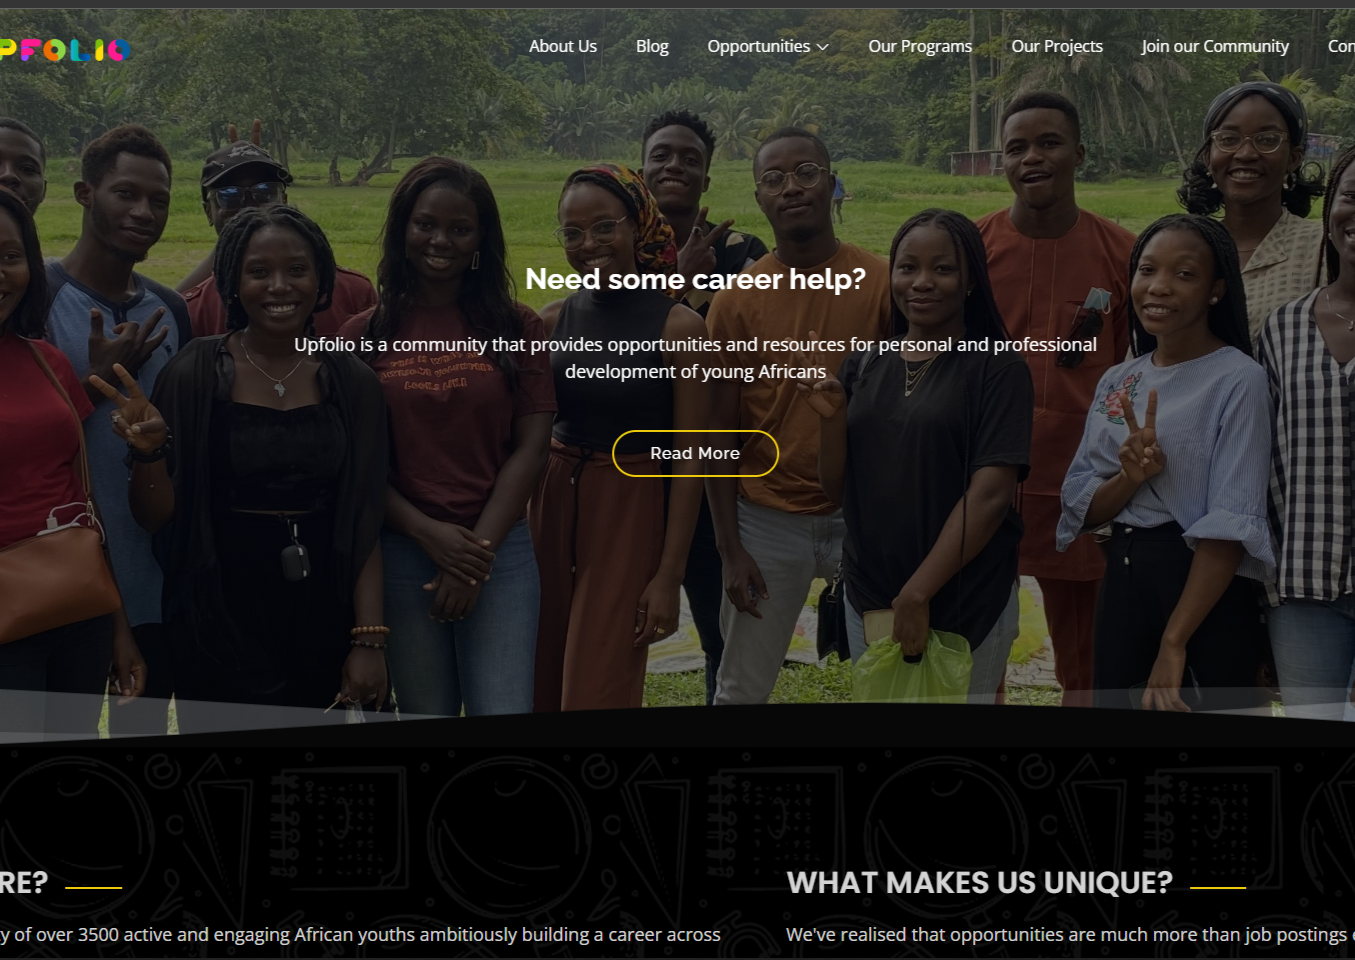 PFOLIO
About Us
Blog
Opportunities
Our Programs
Our Projects
Join our Community
Con
Need some career help?
Upfolio is a community that provides opportunities and resources for personal and professional
development of young Africans
Read More
RE?
y of over 3500 active and engaging African youths ambitiously building a career across
WHAT MAKES US UNIQUE?
We've realised that opportunities are much more than job postings